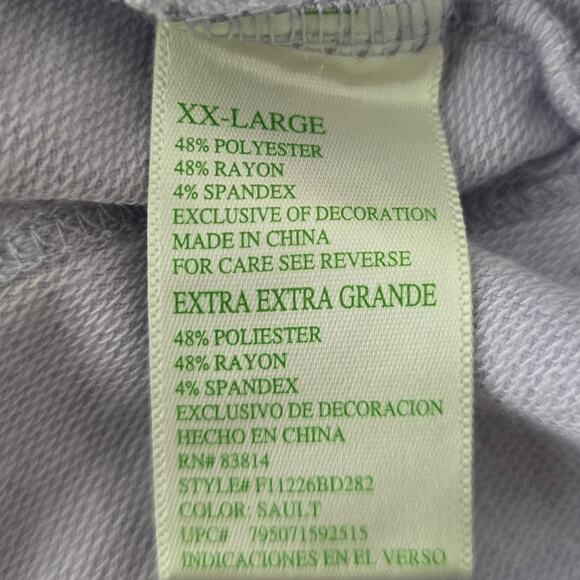 XX-LARGE
48% POLYESTER
48% RAYON
4% SPANDEX
EXCLUSIVE OF DECORATION
MADE IN CHINA
FOR CARE SEE REVERSE
EXTRA EXTRA GRANDE
48% POLIESTER
48% RAYON
4% SPANDEX
EXCLUSIVO DE DECORACION
HECHO EN CHINA
RN# 83814
STYLE# F11226BD282
COLOR: SAULT
UPC# 795071592515
INDICACIONES EN EL VERSO